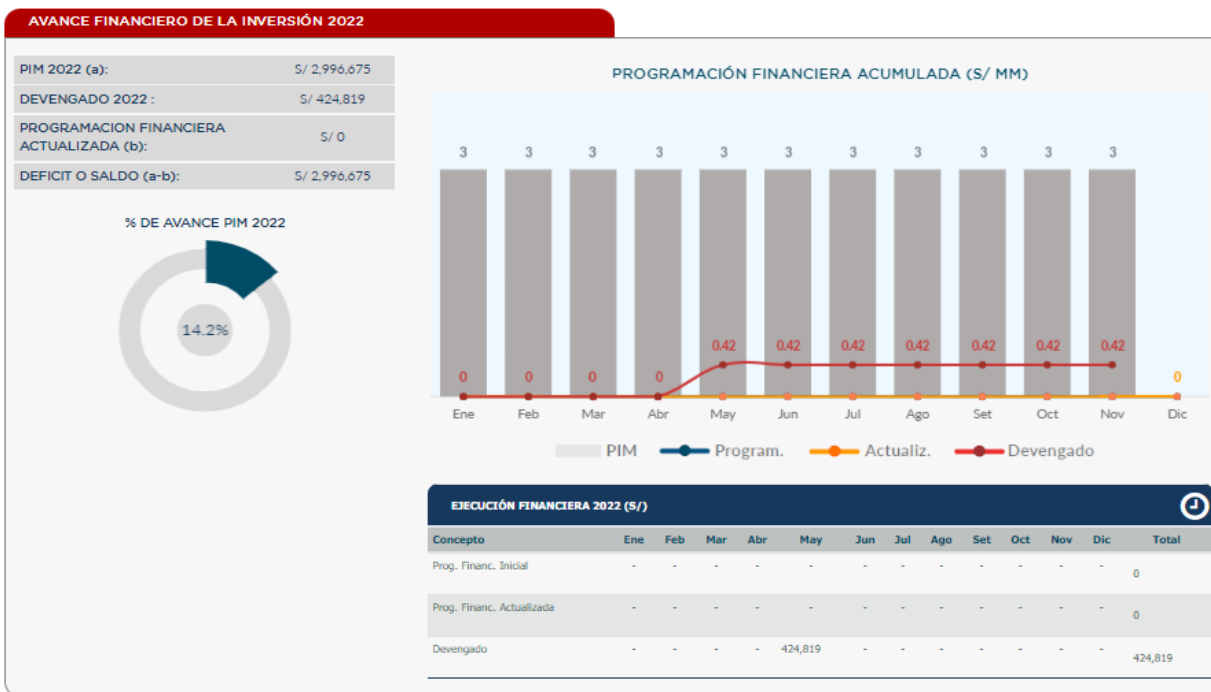 AVANCE FINANCIERO DE LA INVERSIÓN 2022
PIM 2022 (a): S/ 2,996,675
DEVENGADO 2022 : S/ 424,819
PROGRAMACION FINANCIERA
ACTUALIZADA (b): S/ 0
DEFICIT O SALDO (a-b): S/ 2,996,675
% DE AVANCE PIM 2022
14.2%
PROGRAMACIÓN FINANCIERA ACUMULADA (S/ MM)
3 3 3 3 3 3 3 3 3 3 3
0.42 0.42 0.42 0.42 0.42 0.42 0.42
0 0 0 0 0
Ene Feb Mar Abr May Jun Jul Ago Set Oct Nov Dic
PIM Program. Actualiz. Devengado
EJECUCIÓN FINANCIERA 2022 (S/)
Concepto Ene Feb Mar Abr May Jun Jul Ago Set Oct Nov Dic Total
Prog. Financ. Inicial - - - - - - - - - - - - 0
Prog. Financ. Actualizada - - - - - - - - - - - - 0
Devengado - - - - 424,819 - - - - - - - 424,819